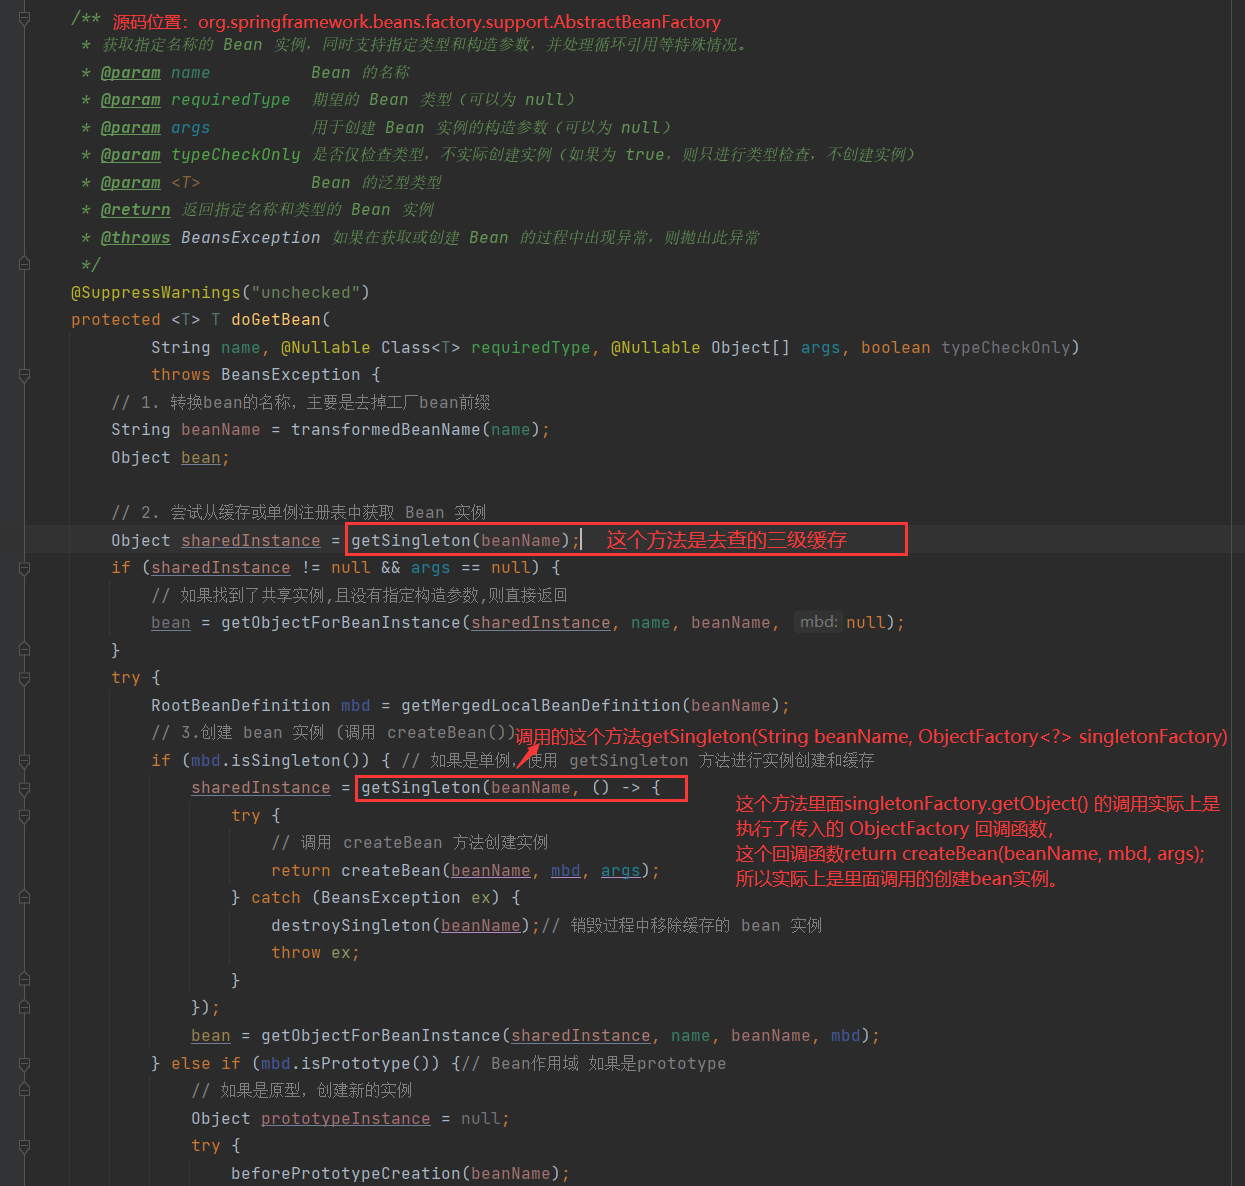 /** 源码位置：org.springframework.beans.factory.support.AbstractBeanFactory
* 获取指定名称的 Bean 实例，同时支持指定类型和构造参数，并处理循环引用等特殊情况。
* @param name Bean 的名称
* @param requiredType 期望的 Bean 类型（可以为 null）
* @param args 用于创建 Bean 实例的构造参数（可以为 null）
* @param typeCheckOnly 是否仅检查类型，不实际创建实例（如果为 true，则只进行类型检查，不创建实例）
* @param <T> Bean 的泛型类型
* @return 返回指定名称和类型的 Bean 实例
* @throws BeansException 如果在获取或创建 Bean 的过程中出现异常，则抛出此异常
*/
@SuppressWarnings("unchecked")
protected <T> T doGetBean(
String name, @Nullable Class<T> requiredType, @Nullable Object[] args, boolean typeCheckOnly)
throws BeansException {
// 1. 转换bean的名称，主要是去掉工厂bean前缀
String beanName = transformedBeanName(name);
Object bean;
// 2. 尝试从缓存或单例注册表中获取 Bean 实例
Object sharedInstance = getSingleton(beanName); 这个方法是去查的三级缓存
if (sharedInstance != null && args == null) {
// 如果找到了共享实例,且没有指定构造参数,则直接返回
bean = getObjectForBeanInstance(sharedInstance, name, beanName, mbd: null);
}
try {
RootBeanDefinition mbd = getMergedLocalBeanDefinition(beanName);
// 3.创建 bean 实例 (调用 createBean())
调用的这个方法getSingleton(String beanName, ObjectFactory<?> singletonFactory)
if (mbd.isSingleton()) { // 如果是单例，使用 getSingleton 方法进行实例创建和缓存
sharedInstance = getSingleton(beanName, () -> {
这个方法里面singletonFactory.getObject() 的调用实际上是
执行了传入的 ObjectFactory 回调函数，
这个回调函数return createBean(beanName, mbd, args);
所以实际上是里面调用的创建bean实例。
try {
// 调用 createBean 方法创建实例
return createBean(beanName, mbd, args);
} catch (BeansException ex) {
destroySingleton(beanName);// 销毁过程中移除缓存的 bean 实例
throw ex;
}
});
bean = getObjectForBeanInstance(sharedInstance, name, beanName, mbd);
} else if (mbd.isPrototype()) {// Bean作用域 如果是prototype
// 如果是原型，创建新的实例
Object prototypeInstance = null;
try {
beforePrototypeCreation(beanName);